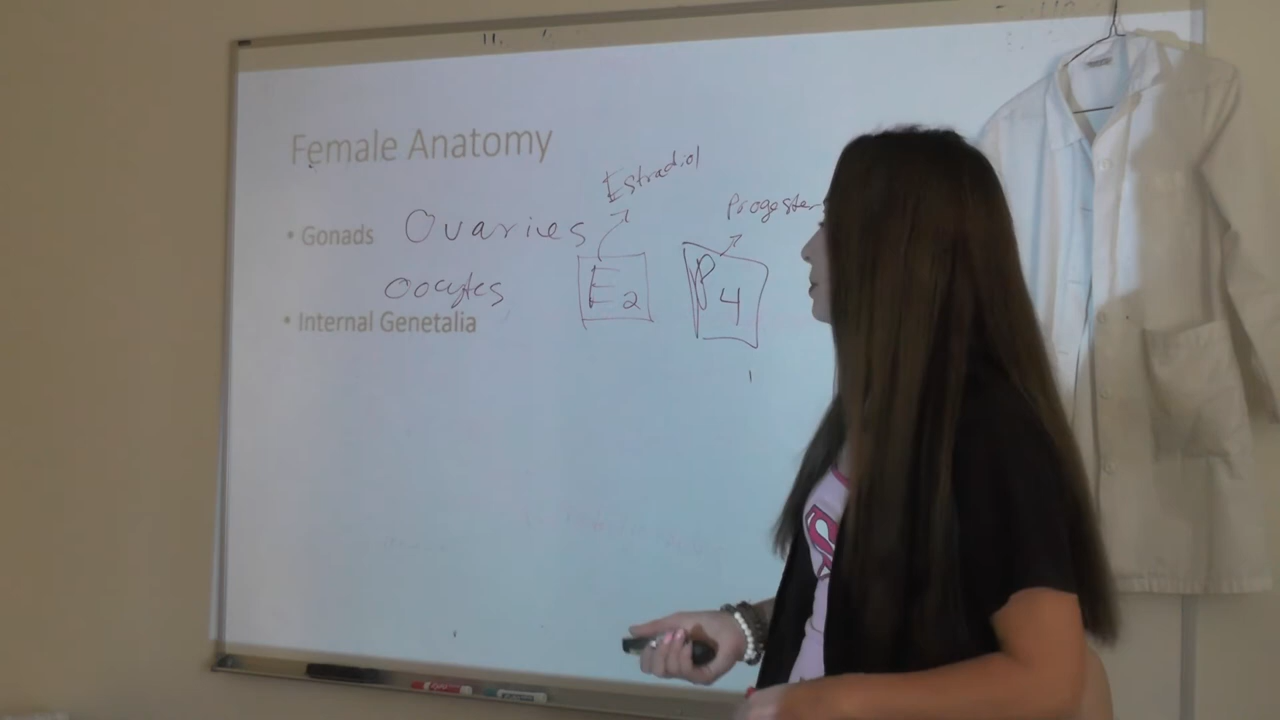 Female Anatomy
Estradiol
Progester
• Gonads Ovaries
E2
P4
oocytes
• Internal Genetalia